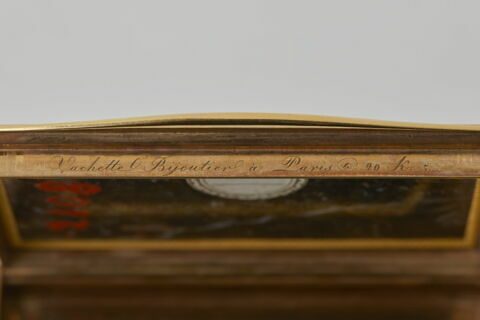 Vachette Bijoutier à Paris 20 K